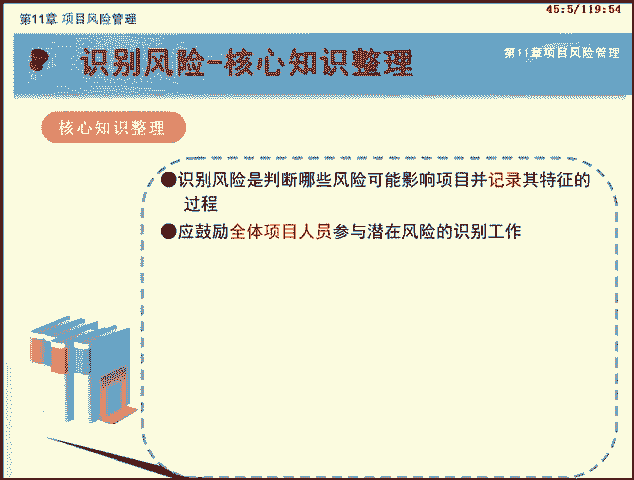 45:5/119:54
第11章 项目风险管理
识别风险-核心知识整理
第11章项目风险管理
核心知识整理
●识别风险是判断哪些风险可能影响项目并记录其特征的
过程
●应鼓励全体项目人员参与潜在风险的识别工作